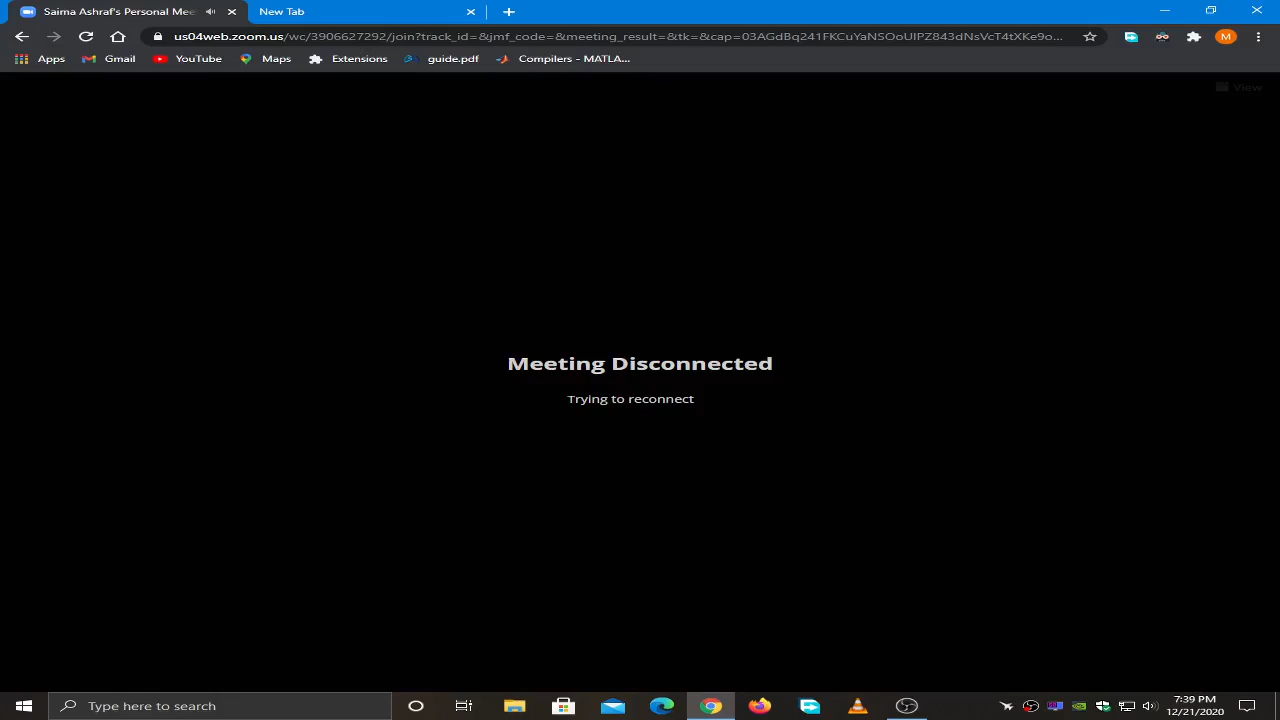 Saima Ashraf's Personal Mee
New Tab
us04web.zoom.us/wc/3906627292/join?track_id=&jmf_code=&meeting_result=&tk=&cap=03AGdBq241FKCuYaNSOoUIPZ843dNsVcT4tXKe9o...
M
Apps
Gmail
YouTube
Maps
Extensions
guide.pdf
Compilers - MATLA...
View
Meeting Disconnected
Trying to reconnect
Type here to search
7:39 PM
12/21/2020